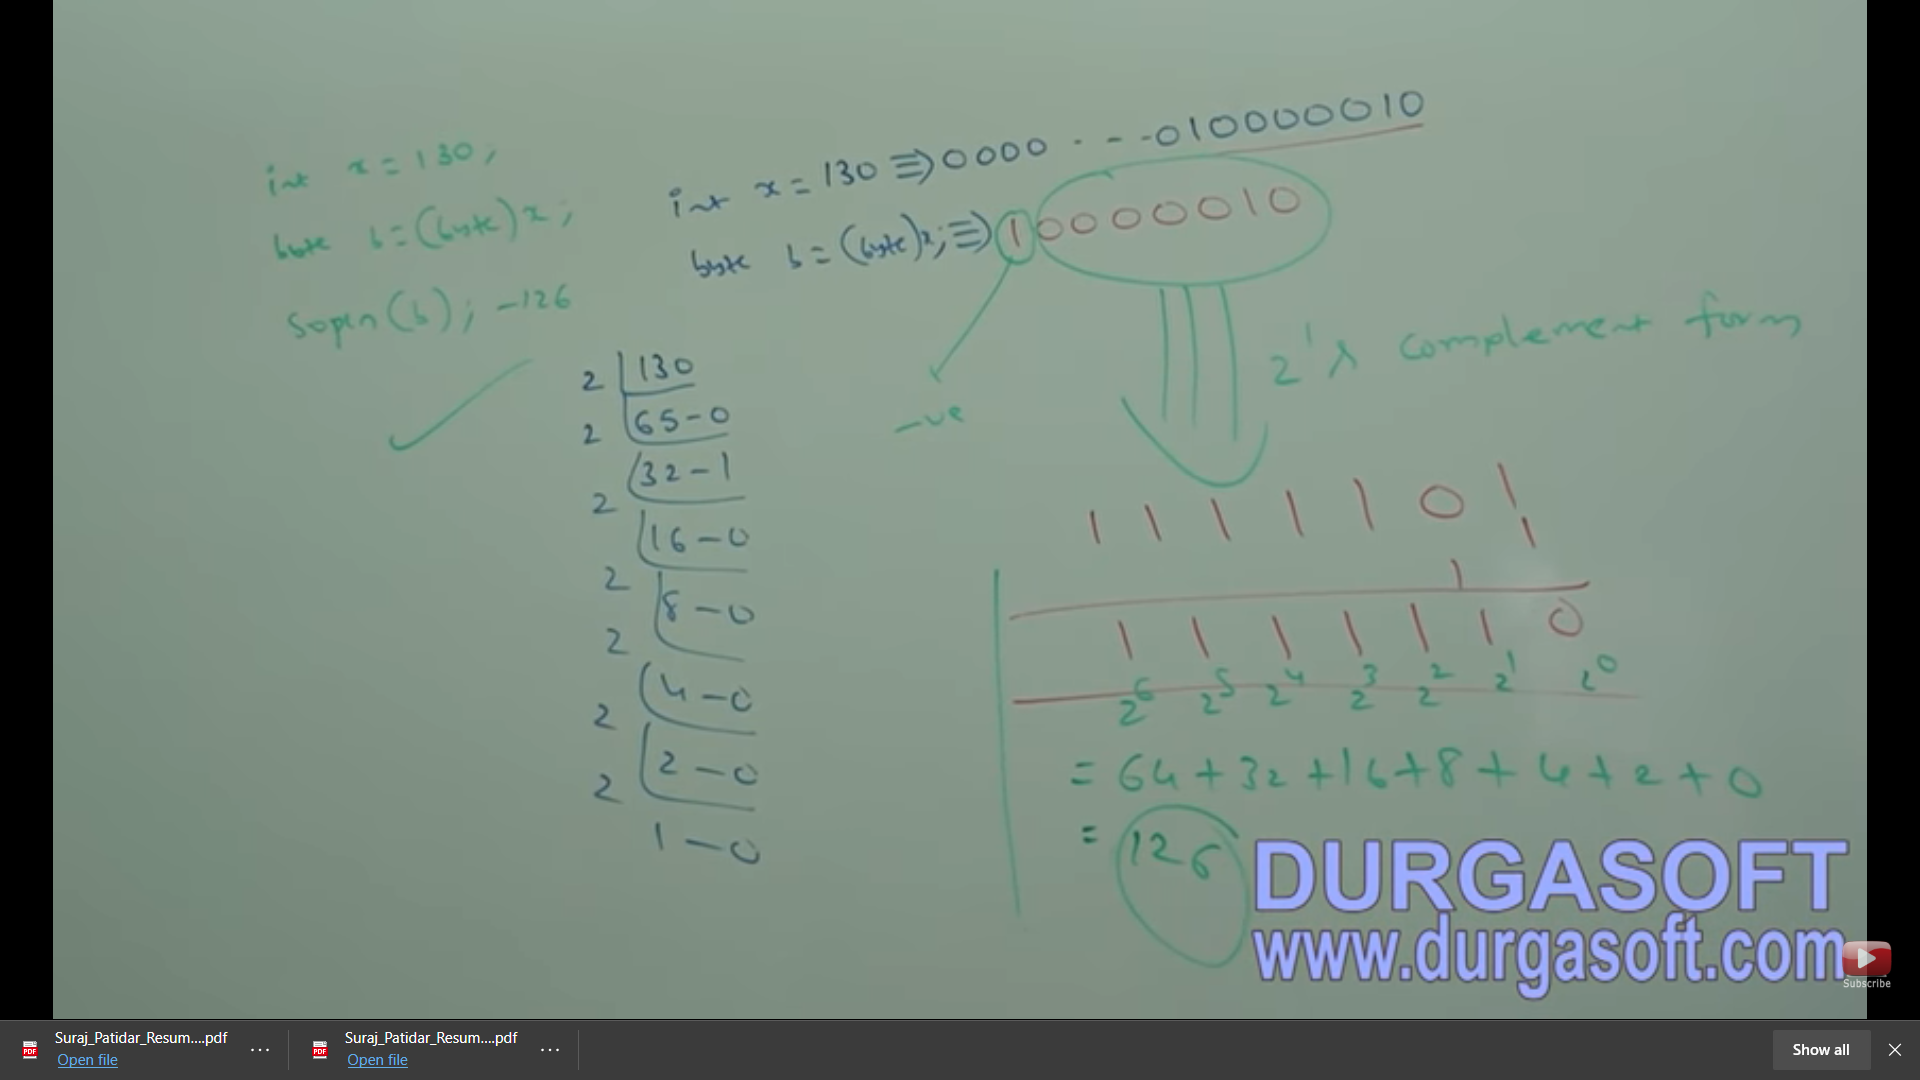 int x = 130;
byte b = (byte)x;
Sopln(b); -126
int x = 130 ≡) 0000 - - -010000010
byte b = (byte)x; ≡) 10000010
-ve
2's complement form
2 130
2 65-0
32-1
2
16-0
2
8-0
2
4-0
2
2-0
2
1-0
1 1 1 1 1 0 1
1
1
1 1 1 1 1 1 0
2^6 2^5 2^4 2^3 2^2 2^1 2^0
= 64+32+16+8+4+2+0
= 126
DURGASOFT
www.durgasoft.com
Subscribe
Suraj_Patidar_Resum....pdf
Open file
Suraj_Patidar_Resum....pdf
Open file
Show all